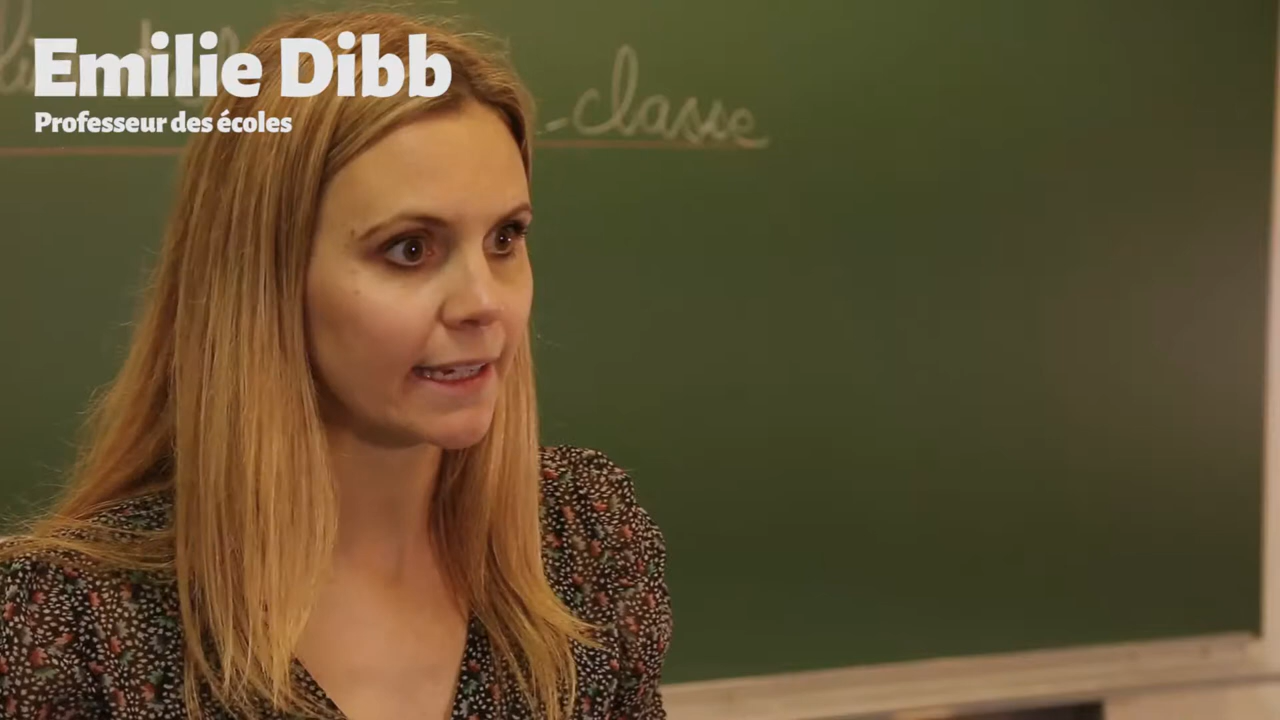 Emilie Dibb
Professeur des écoles
-classe